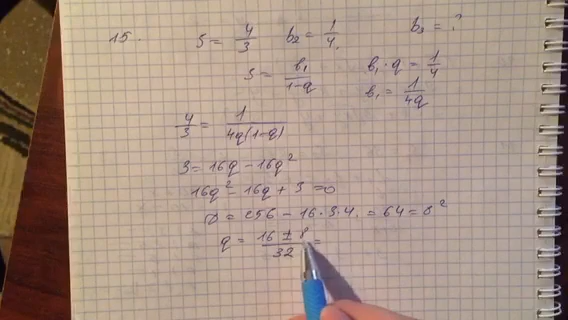 15. S = 4/3 b₂ = 1/4. b₃ = ?
S = b₁/(1-q) b₁·q = 1/4
b₁ = 1/(4q)
4/3 = 1/(4q(1-q))
3 = 16q - 16q²
16q² - 16q + 3 = 0
D = 256 - 16·3·4. = 64 = 8²
q = (16 ± 8)/32 =